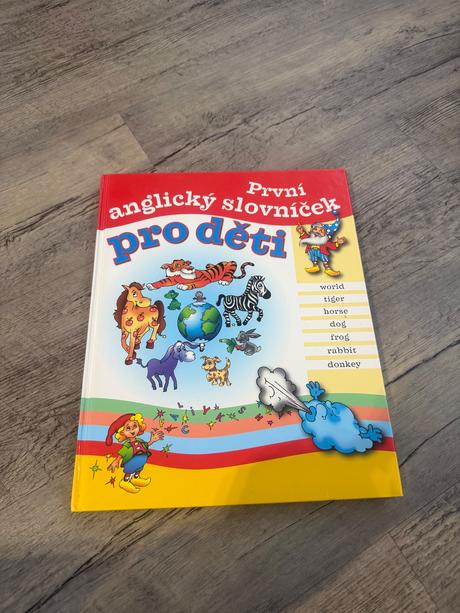 První
anglický slovníček
pro děti
world
tiger
horse
dog
frog
rabbit
donkey